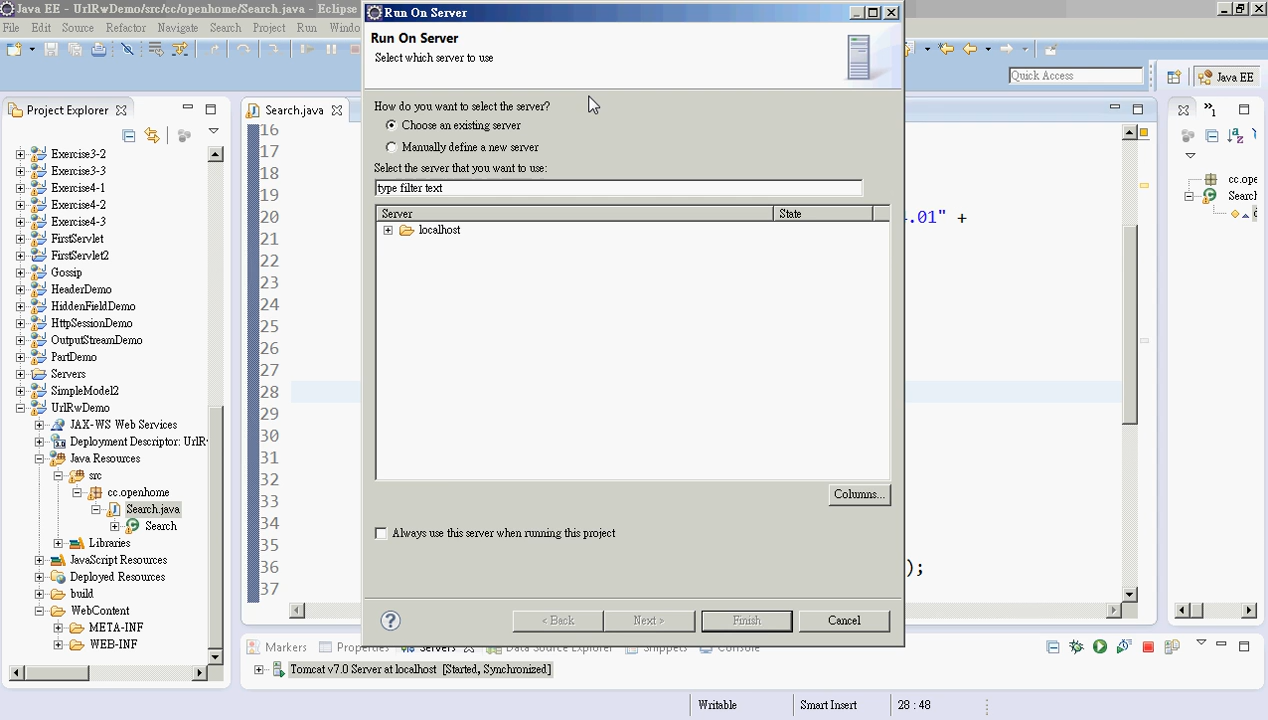 Java EE - UrlRwDemo/src/cc/openhome/Search.java - Eclipse
File Edit Source Refactor Navigate Search Project Run Windo
Quick Access
Java EE
Project Explorer
Exercise3-2
Exercise3-3
Exercise4-1
Exercise4-2
Exercise4-3
FirstServlet
FirstServlet2
Gossip
HeaderDemo
HiddenFieldDemo
HttpSessionDemo
OutputStreamDemo
PartDemo
Servers
SimpleModel2
UrlRwDemo
JAX-WS Web Services
Deployment Descriptor: UrlR
Java Resources
src
cc.openhome
Search.java
Search
Libraries
JavaScript Resources
Deployed Resources
build
WebContent
META-INF
WEB-INF
Search.java
16
17
18
19
20
21
22
23
24
25
26
27
28
29
30
31
32
33
34
35
36
37
.01" +
);
Run On Server
Run On Server
Select which server to use
How do you want to select the server?
Choose an existing server
Manually define a new server
Select the server that you want to use:
type filter text
Server State
localhost
Columns...
Always use this server when running this project
< Back
Next >
Finish
Cancel
1
cc.ope
Search
Markers Properties Servers Data Source Explorer Snippets Console
Tomcat v7.0 Server at localhost [Started, Synchronized]
Writable
Smart Insert
28 : 48